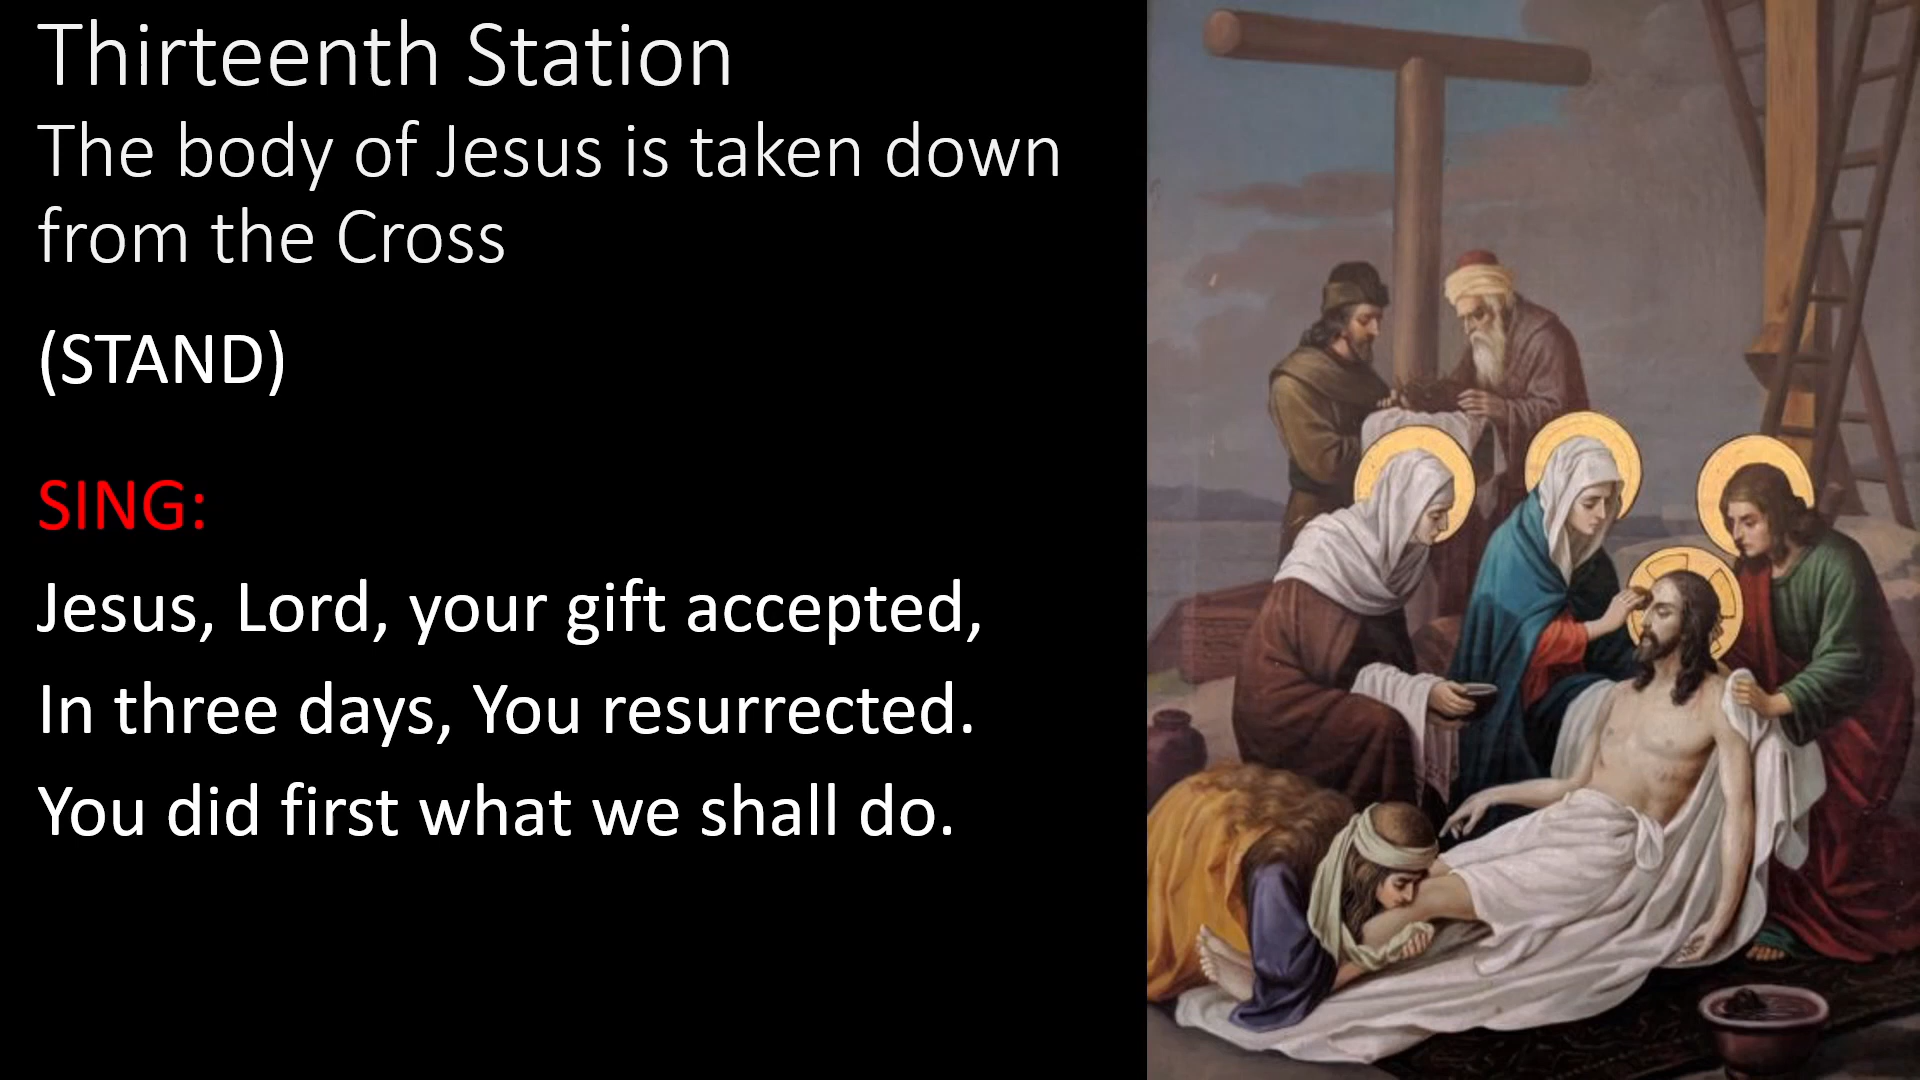 Thirteenth Station
The body of Jesus is taken down
from the Cross
(STAND)
SING:
Jesus, Lord, your gift accepted,
In three days, You resurrected.
You did first what we shall do.